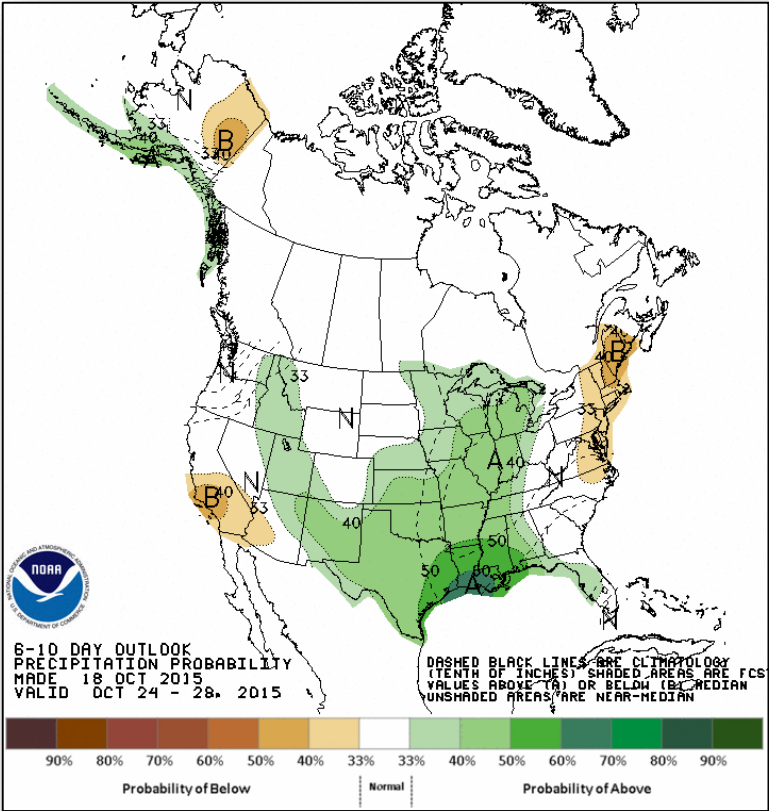 N
B
33
40
A
33
40
N
33
N
B
40
33
N
33
B
40
A
40
N
40
50
50
60
A
N
NOAA
NATIONAL OCEANIC AND ATMOSPHERIC ADMINISTRATION
U.S. DEPARTMENT OF COMMERCE
6-10 DAY OUTLOOK
PRECIPITATION PROBABILITY
MADE 18 OCT 2015
VALID OCT 24 - 28, 2015
DASHED BLACK LINES ARE CLIMATOLOGY
(TENTH OF INCHES) SHADED AREAS ARE FCST
VALUES ABOVE (A) OR BELOW (B) MEDIAN
UNSHADED AREAS ARE NEAR-MEDIAN
90% 80% 70% 60% 50% 40% 33% 33% 40% 50% 60% 70% 80% 90%
Probability of Below Normal Probability of Above